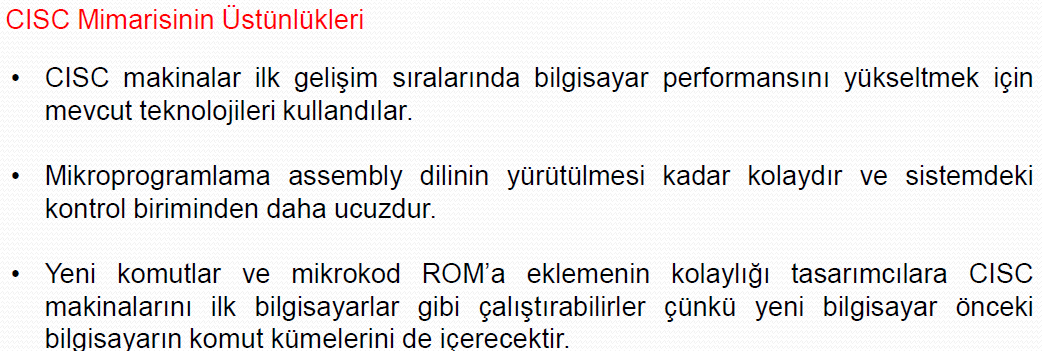 CISC Mimarisinin Üstünlükleri
• CISC makinalar ilk gelişim sıralarında bilgisayar performansını yükseltmek için
mevcut teknolojileri kullandılar.
• Mikroprogramlama assembly dilinin yürütülmesi kadar kolaydır ve sistemdeki
kontrol biriminden daha ucuzdur.
• Yeni komutlar ve mikrokod ROM’a eklemenin kolaylığı tasarımcılara CISC
makinalarını ilk bilgisayarlar gibi çalıştırabilirler çünkü yeni bilgisayar önceki
bilgisayarın komut kümelerini de içerecektir.